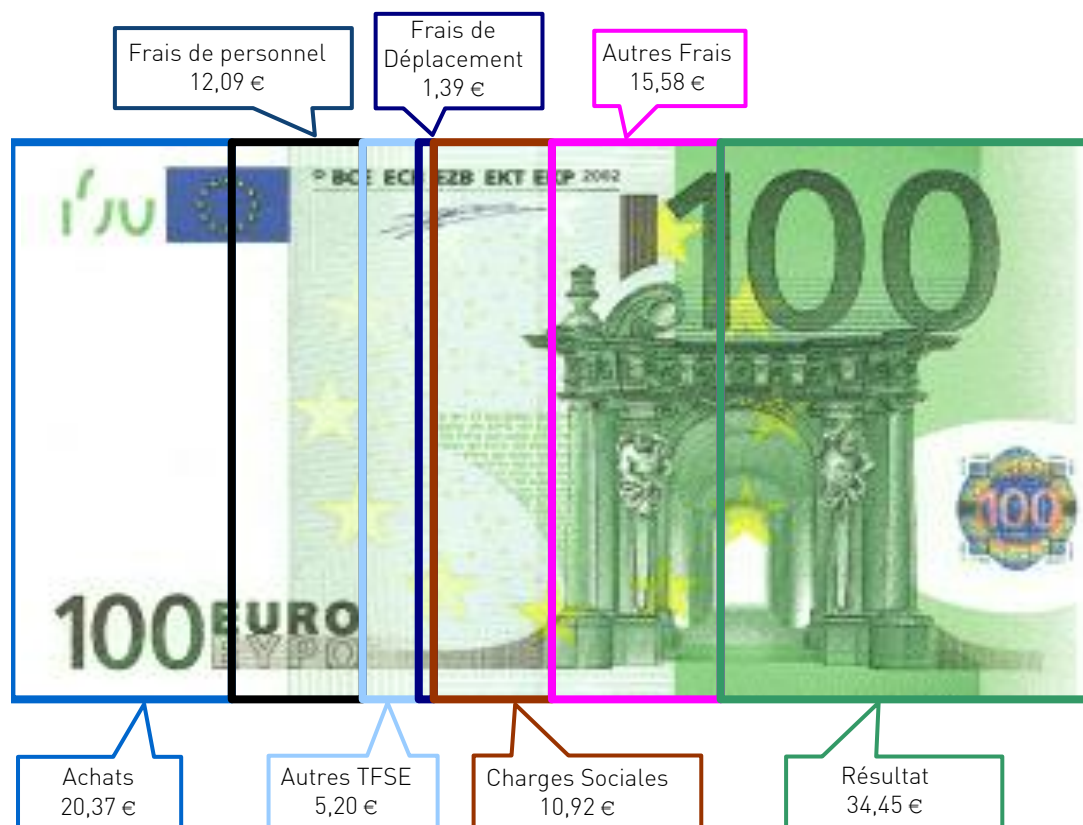 Frais de personnel
12,09 €
Frais de
Déplacement
1,39 €
Autres Frais
15,58 €
BCE ECB EZB EKT EKP 2002
100
100
100 EURO
ΕΥΡΩ
Achats
20,37 €
Autres TFSE
5,20 €
Charges Sociales
10,92 €
Résultat
34,45 €